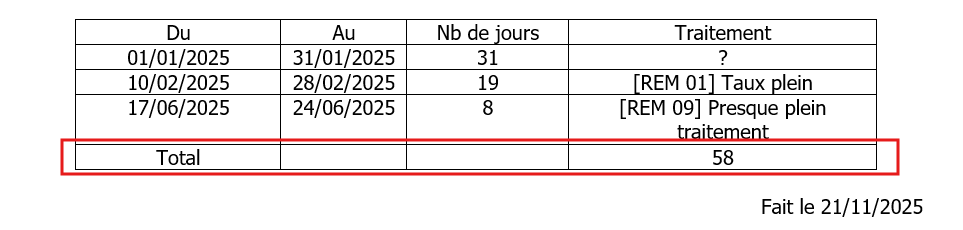 Du Au Nb de jours Traitement
01/01/2025 31/01/2025 31 ?
10/02/2025 28/02/2025 19 [REM 01] Taux plein
17/06/2025 24/06/2025 8 [REM 09] Presque plein
traitement
Total 58
Fait le 21/11/2025